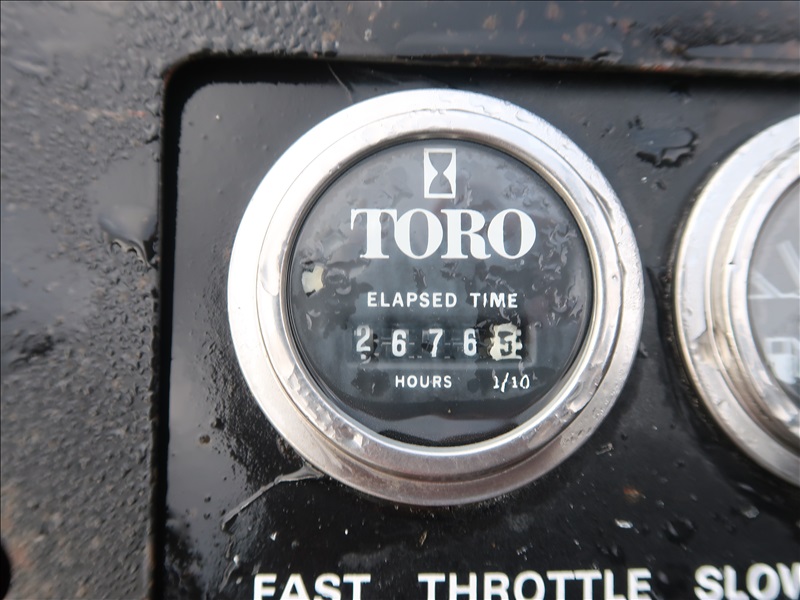 TORO
ELAPSED TIME
2676
HOURS 1/10
FAST THROTTLE SLOW